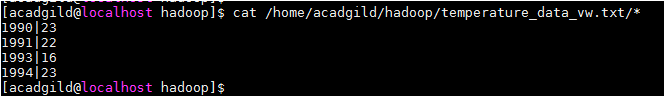 [acadgild@localhost hadoop]$ cat /home/acadgild/hadoop/temperature_data_vw.txt/*
1990|23
1991|22
1993|16
1994|23
[acadgild@localhost hadoop]$